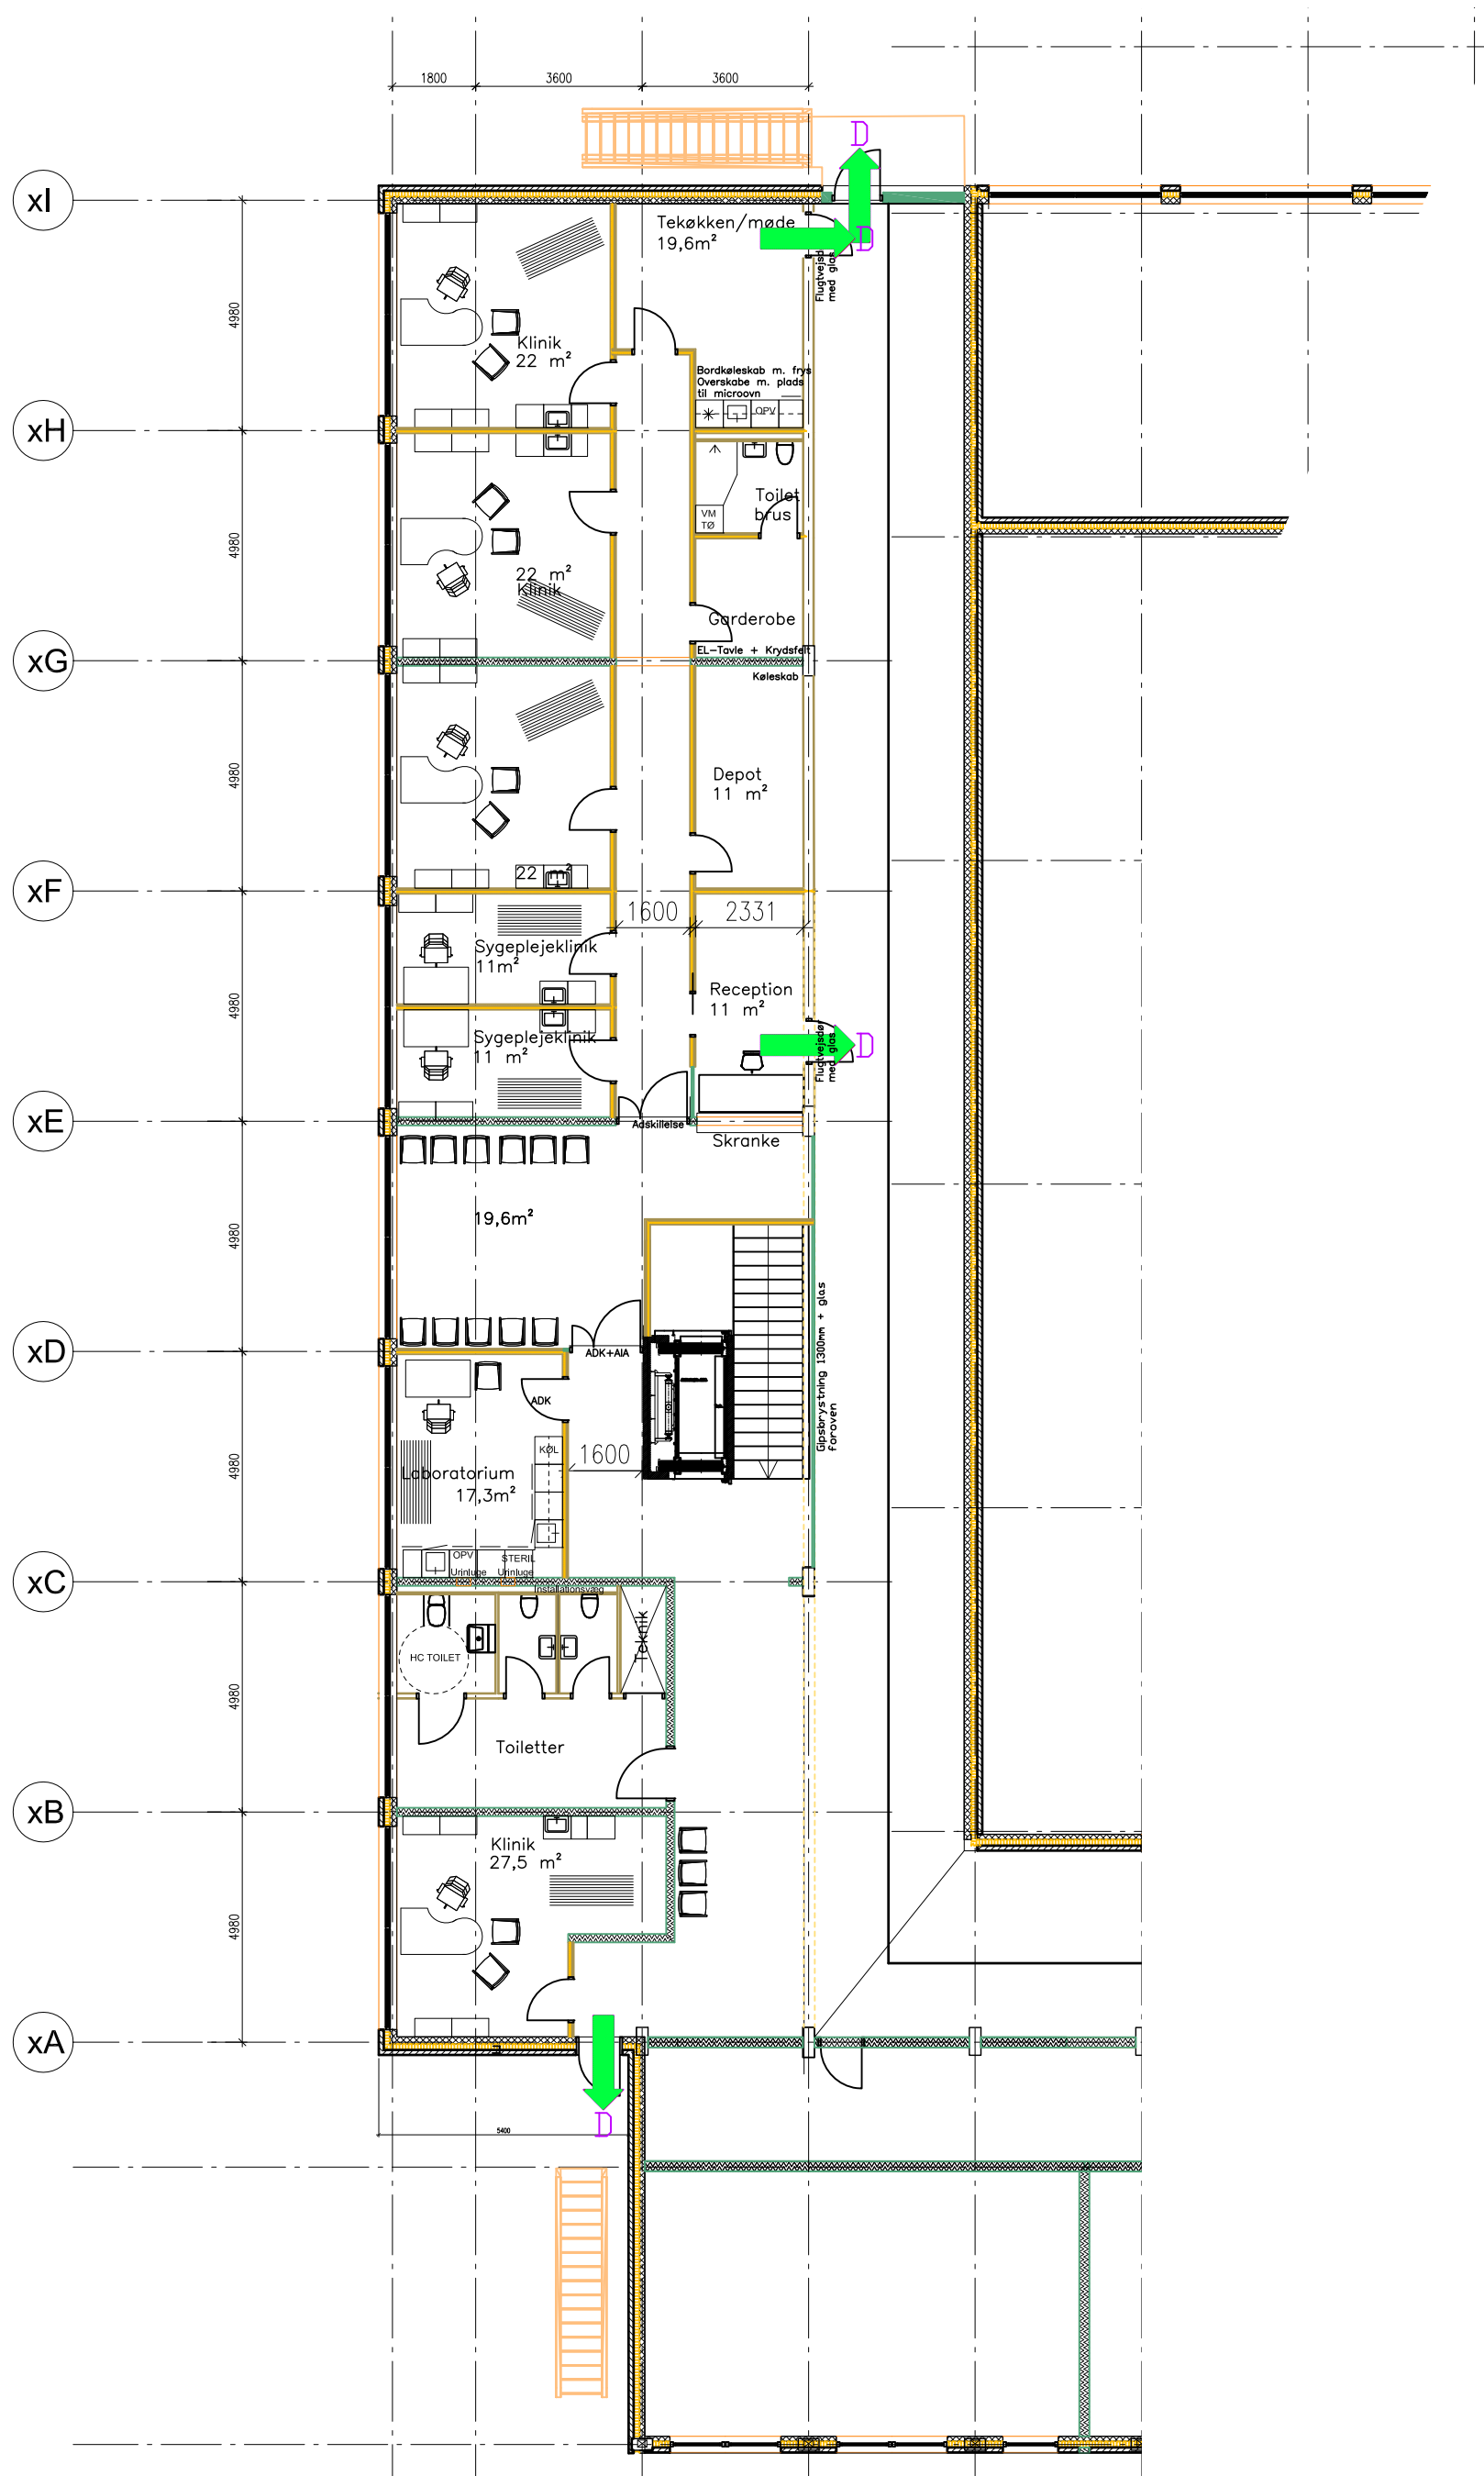 1800
3600
3600
D
xI
Tekøkken/møde
19,6m²
D
Flugtvejsd
med glas
4980
Klinik
22 m²
Bordkøleskab m. frys
Overskabe m. plads
til microovn
OPV
xH
Toilet
brus
VM
TØ
4980
22 m²
Klinik
Garderobe
EL-Tavle + Krydsfelt
xG
Køleskab
4980
Depot
11 m²
22 m²
xF
1600
2331
Sygeplejeklinik
11m²
4980
Reception
11 m²
Sygeplejeklinik
11 m²
D
Flugtvejsdør
med glas
xE
Adskillelse
Skranke
19,6m²
4980
Gipsbrystning 1300mm + glas
foroven
xD
ADK+AIA
ADK
KØL
1600
4980
Laboratorium
17,3m²
OPV
STERIL
Urinluge
Urinluge
xC
Installationsvæg
Teknik
HC TOILET
4980
Toiletter
xB
Klinik
27,5 m²
4980
xA
D
5400